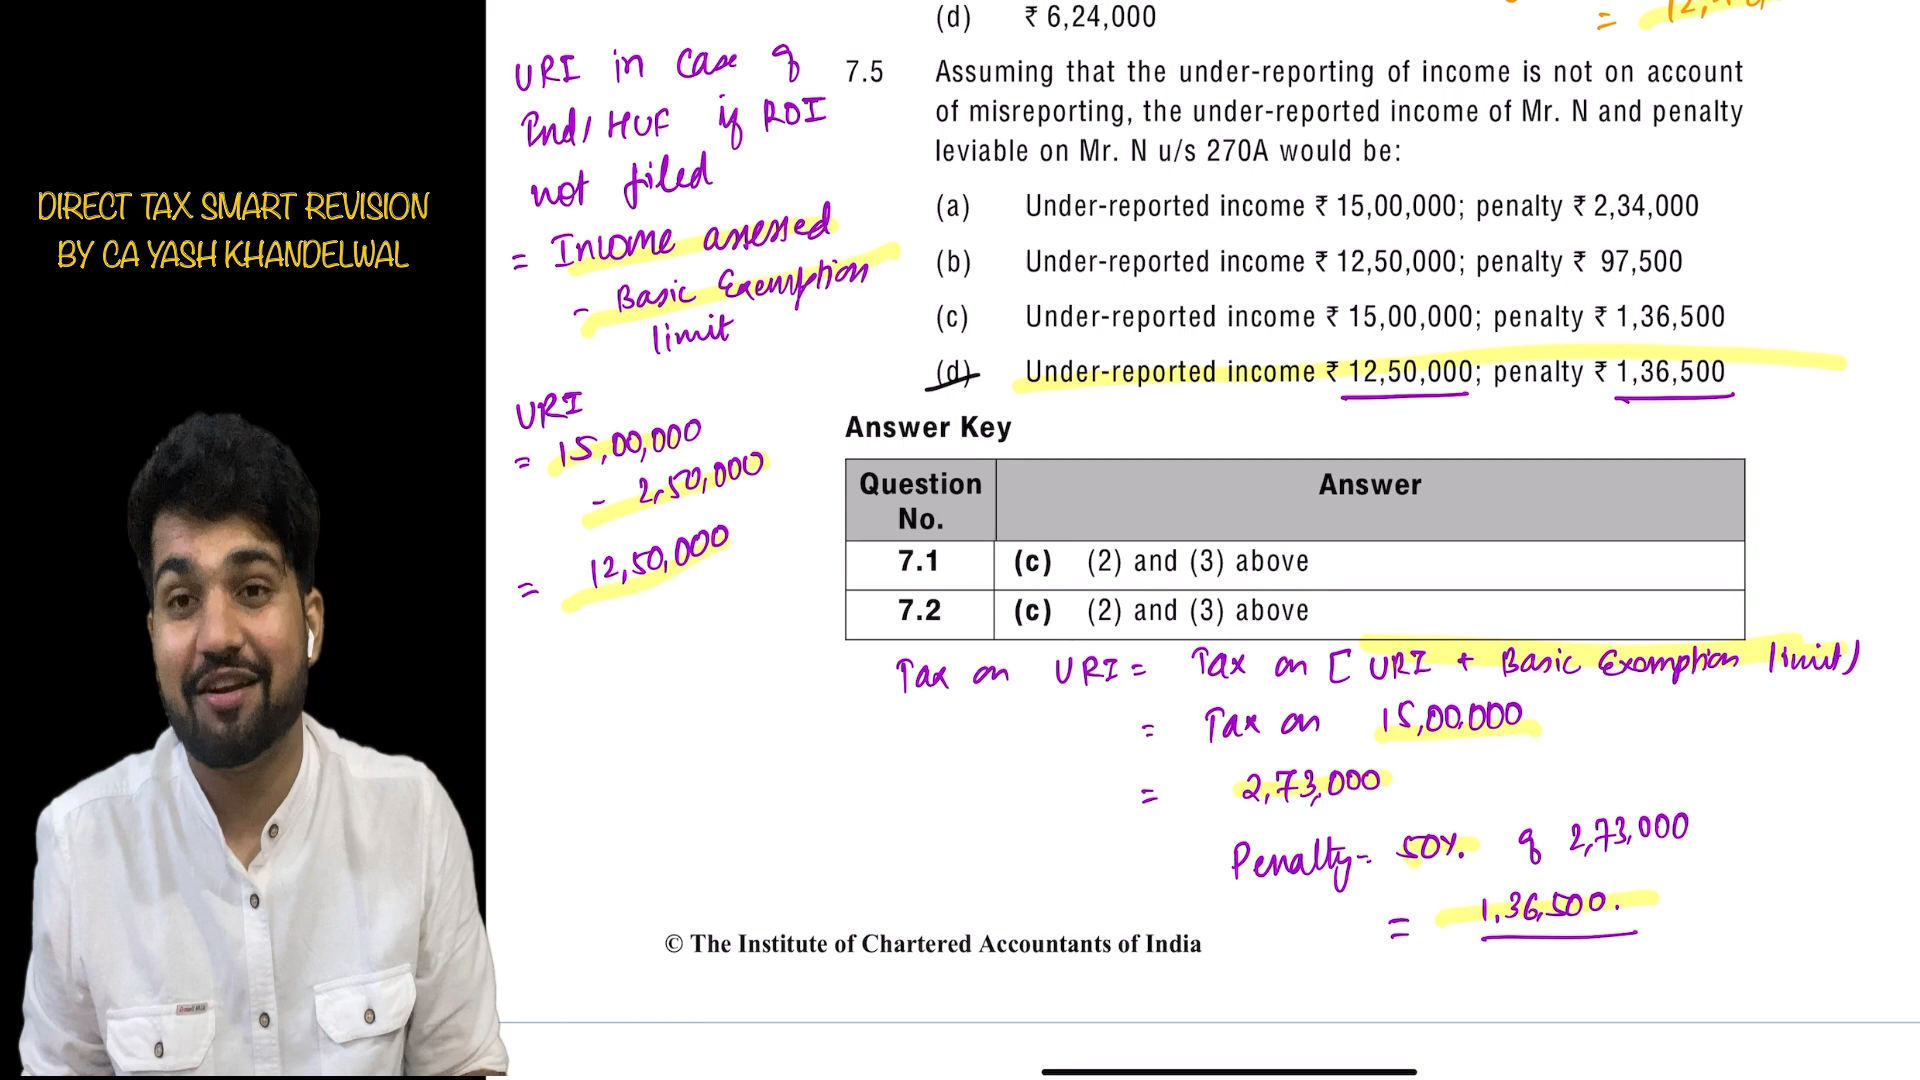 DIRECT TAX SMART REVISION
BY CA YASH KHANDELWAL
(d) ₹ 6,24,000
=
URI in case of
Ind/ HUF if ROI
not filed
= Income assessed
- Basic Exemption
limit
URI
= 15,00,000
- 2,50,000
= 12,50,000
7.5 Assuming that the under-reporting of income is not on account
of misreporting, the under-reported income of Mr. N and penalty
leviable on Mr. N u/s 270A would be:
(a) Under-reported income ₹ 15,00,000; penalty ₹ 2,34,000
(b) Under-reported income ₹ 12,50,000; penalty ₹ 97,500
(c) Under-reported income ₹ 15,00,000; penalty ₹ 1,36,500
(d) Under-reported income ₹ 12,50,000; penalty ₹ 1,36,500
Answer Key
Question No. Answer
7.1 (c) (2) and (3) above
7.2 (c) (2) and (3) above
Tax on URI = Tax on [ URI + Basic Exemption limit)
= Tax on 15,00,000
= 2,73,000
Penalty = 50% of 2,73,000
= 1,36,500.
© The Institute of Chartered Accountants of India